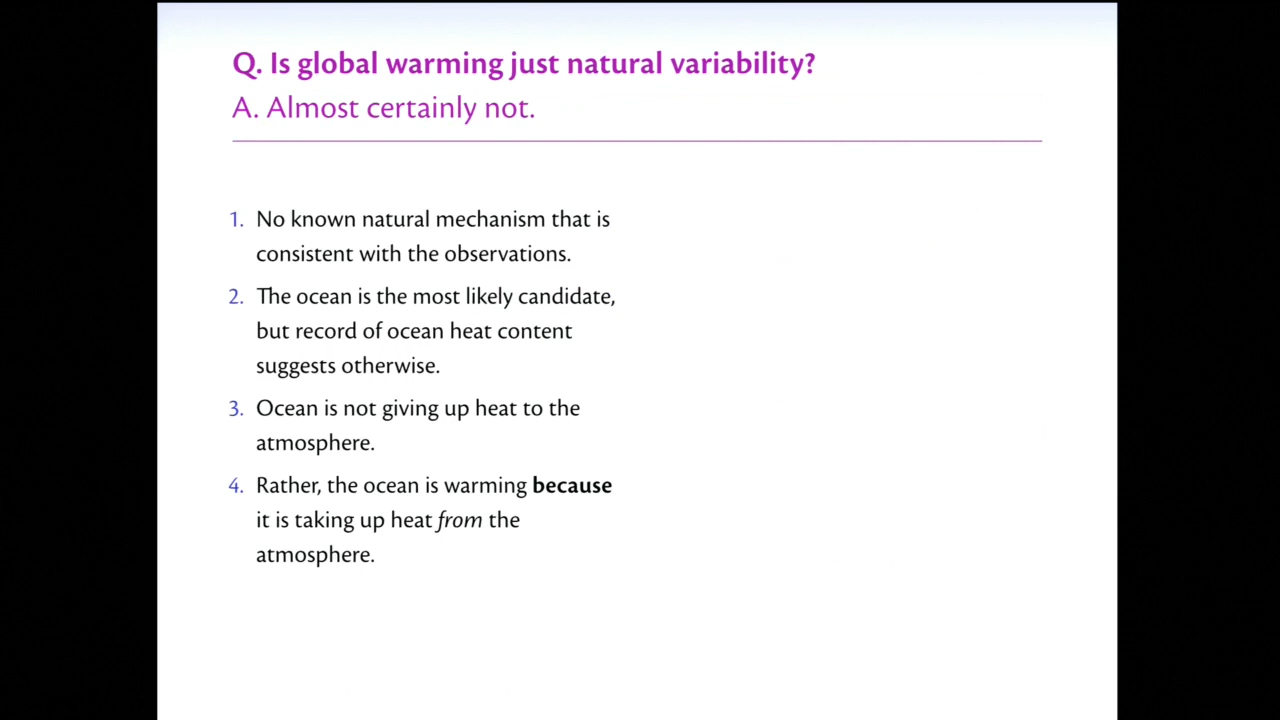 Q. Is global warming just natural variability?
A. Almost certainly not.
1. No known natural mechanism that is
consistent with the observations.
2. The ocean is the most likely candidate,
but record of ocean heat content
suggests otherwise.
3. Ocean is not giving up heat to the
atmosphere.
4. Rather, the ocean is warming because
it is taking up heat from the
atmosphere.